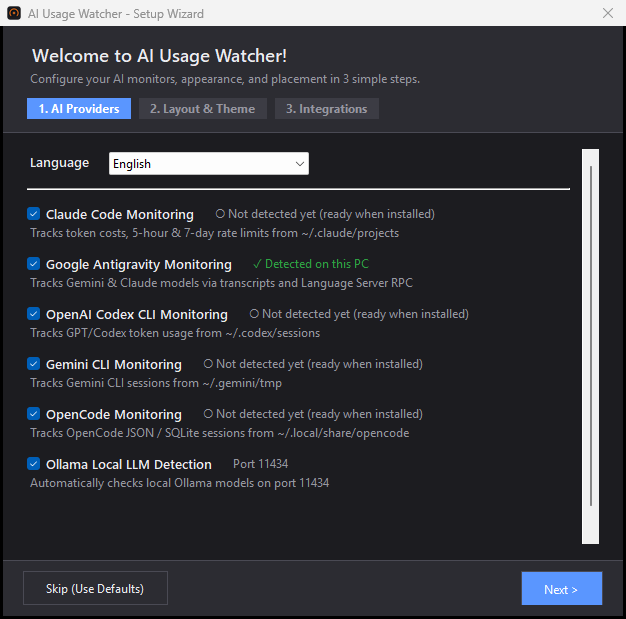 AI Usage Watcher - Setup Wizard
Welcome to AI Usage Watcher!
Configure your AI monitors, appearance, and placement in 3 simple steps.
1. AI Providers 2. Layout & Theme 3. Integrations
Language English
Claude Code Monitoring ○ Not detected yet (ready when installed)
Tracks token costs, 5-hour & 7-day rate limits from ~/.claude/projects
Google Antigravity Monitoring ✓ Detected on this PC
Tracks Gemini & Claude models via transcripts and Language Server RPC
OpenAI Codex CLI Monitoring ○ Not detected yet (ready when installed)
Tracks GPT/Codex token usage from ~/.codex/sessions
Gemini CLI Monitoring ○ Not detected yet (ready when installed)
Tracks Gemini CLI sessions from ~/.gemini/tmp
OpenCode Monitoring ○ Not detected yet (ready when installed)
Tracks OpenCode JSON / SQLite sessions from ~/.local/share/opencode
Ollama Local LLM Detection Port 11434
Automatically checks local Ollama models on port 11434
Skip (Use Defaults) Next >